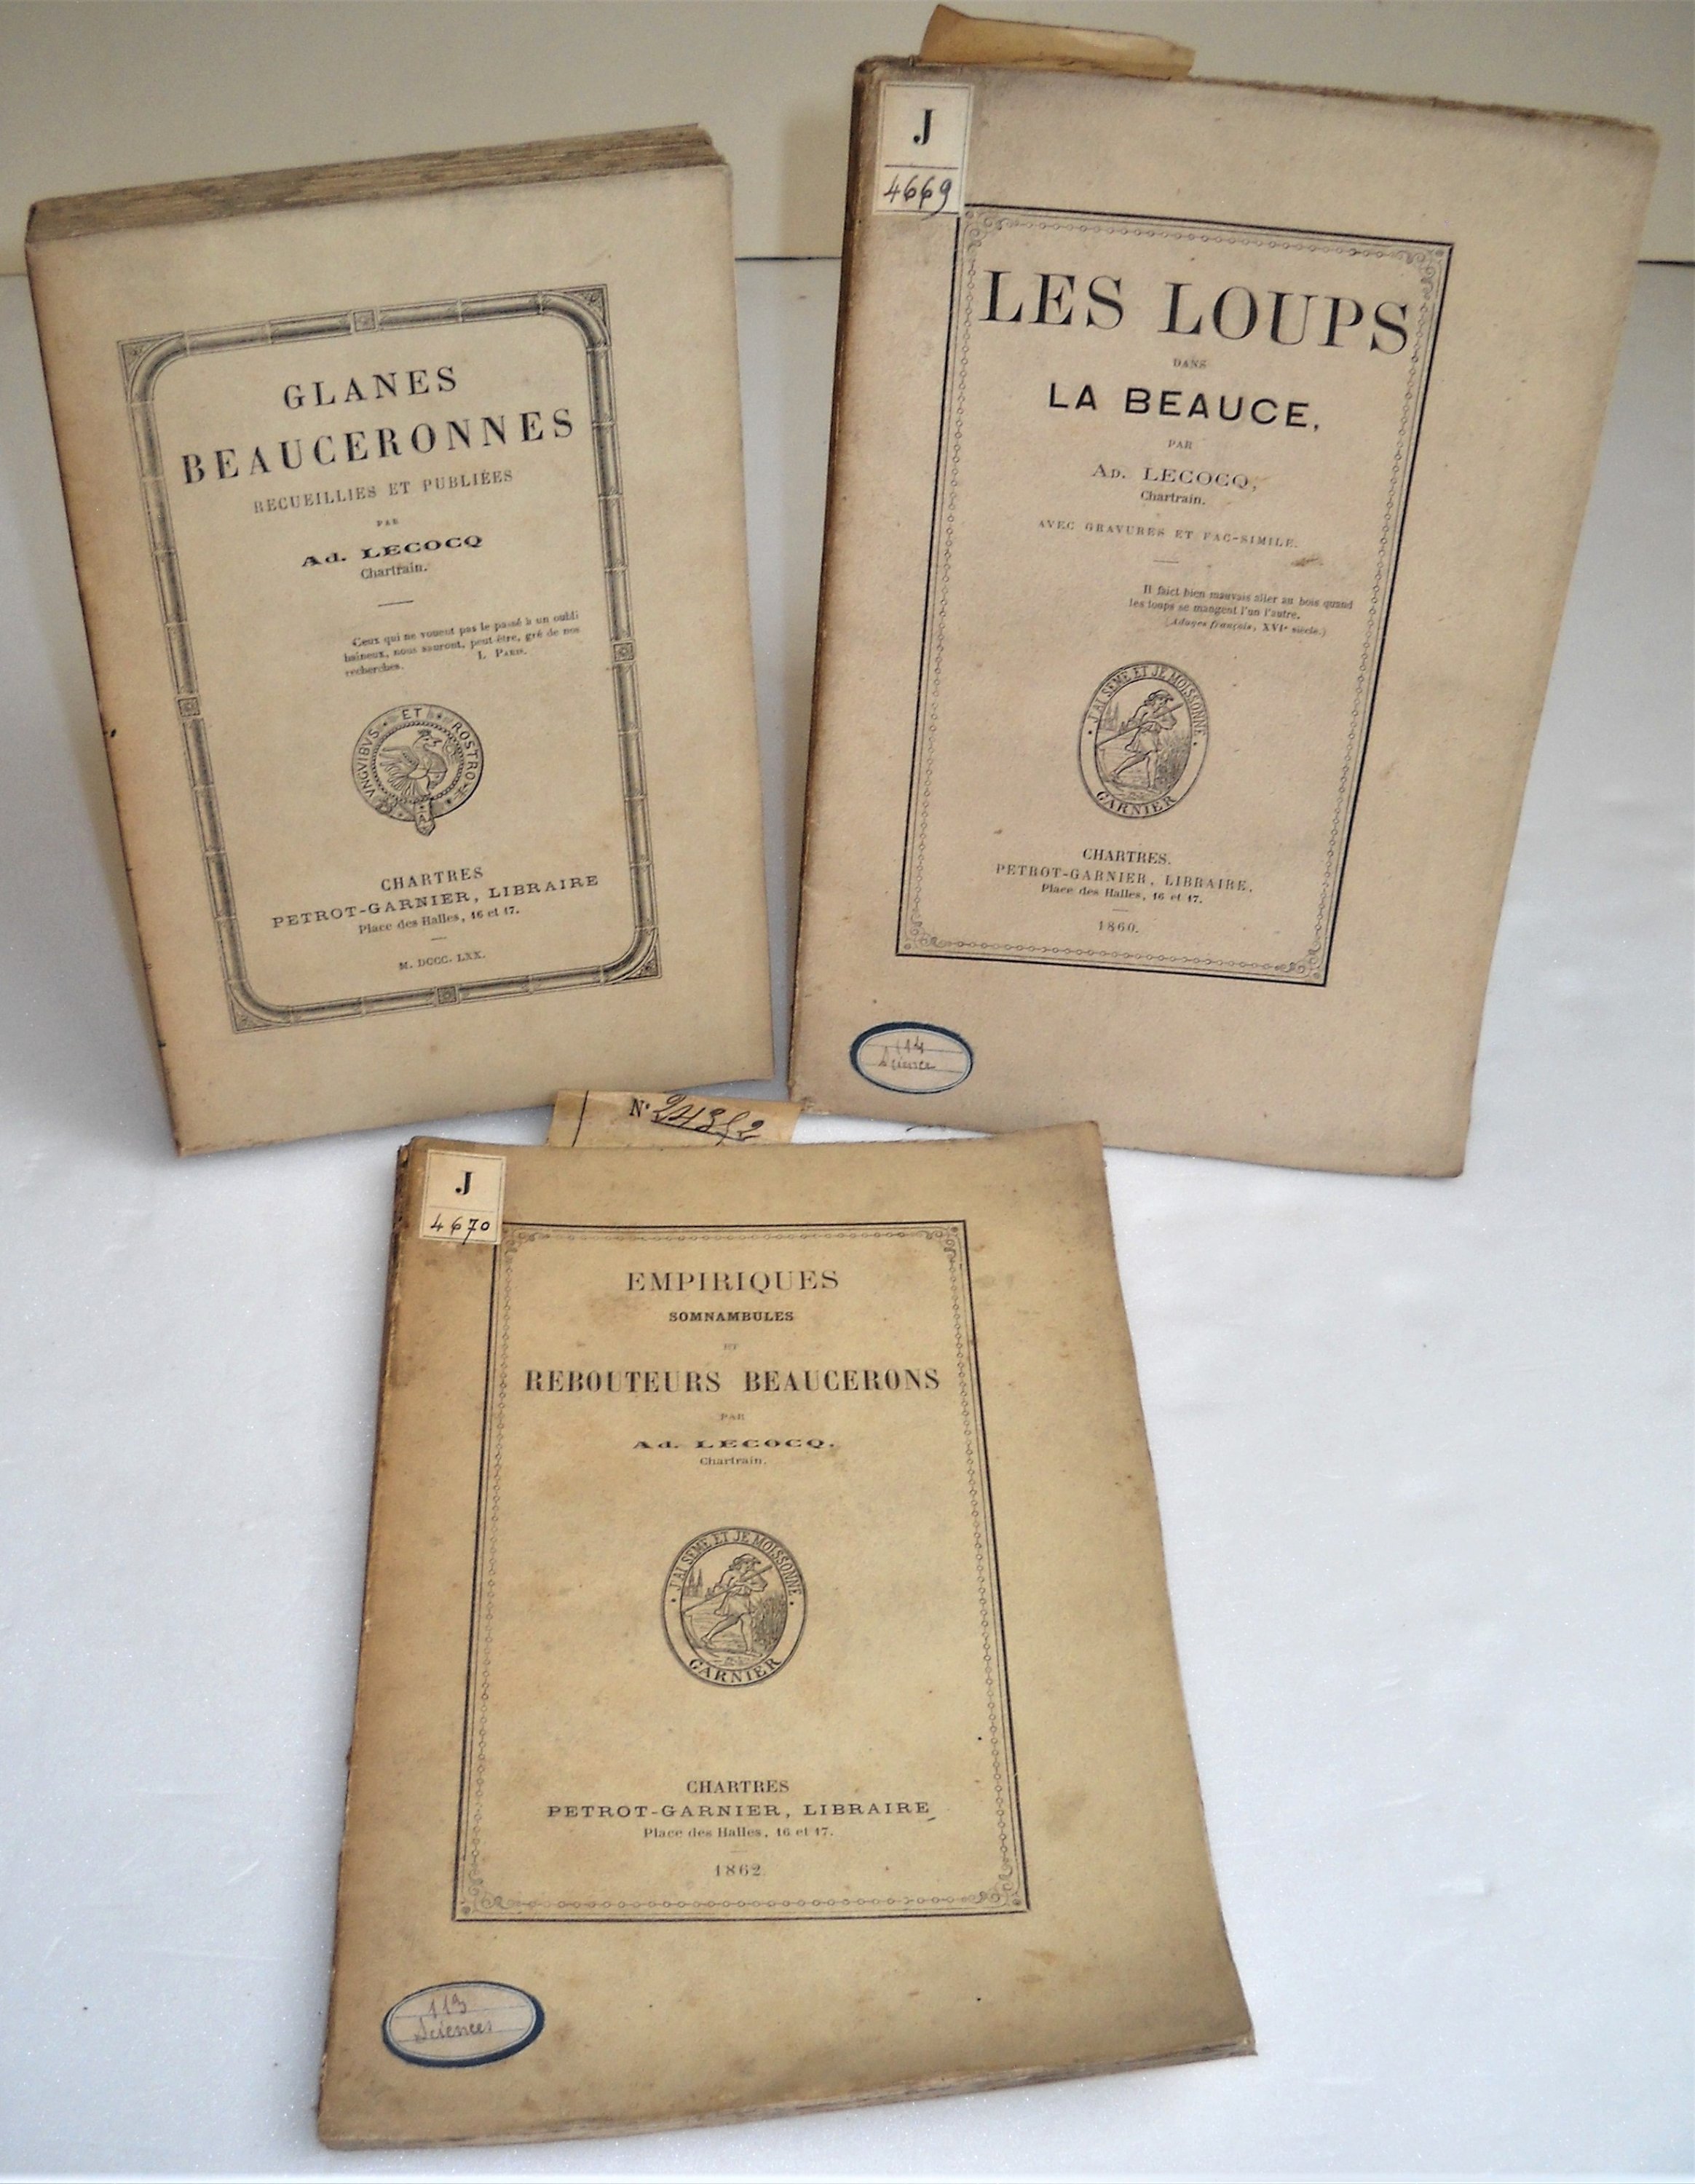 GLANES
BEAUCERONNES
RECUEILLIES ET PUBLIÉES
PAR
Ad. LECOCQ
Chartrain.
Ceux qui ne vouent pas le passé à un oubli
haineux, nous sauront, peut-être, gré de nos
recherches.
PARIS.
VNGVIBVS · ET · ROSTRO
CHARTRES
PETROT-GARNIER, LIBRAIRE
Place des Halles, 16 et 17.
M. DCCC. LXX.
J
4669
LES LOUPS
DANS
LA BEAUCE,
PAR
AD. LECOCQ,
Chartrain.
AVEC GRAVURES ET FAC-SIMILE.
Il faict bien mauvais aller au bois quand
les loups se mangent l'un l'autre.
(Adages français, XVIe siècle.)
· J'AI SEMÉ ET JE MOISSONNE ·
GARNIER
CHARTRES.
PETROT-GARNIER, LIBRAIRE,
Place des Halles, 16 et 17.
1860.
114
Science
N°
J
4670
EMPIRIQUES
SOMNAMBULES
ET
REBOUTEURS BEAUCERONS
PAR
Ad. LECOCQ,
Chartrain.
· J'AI SEMÉ ET JE MOISSONNE ·
GARNIER
CHARTRES
PETROT-GARNIER, LIBRAIRE
Place des Halles, 16 et 17.
1862
113
Sciences